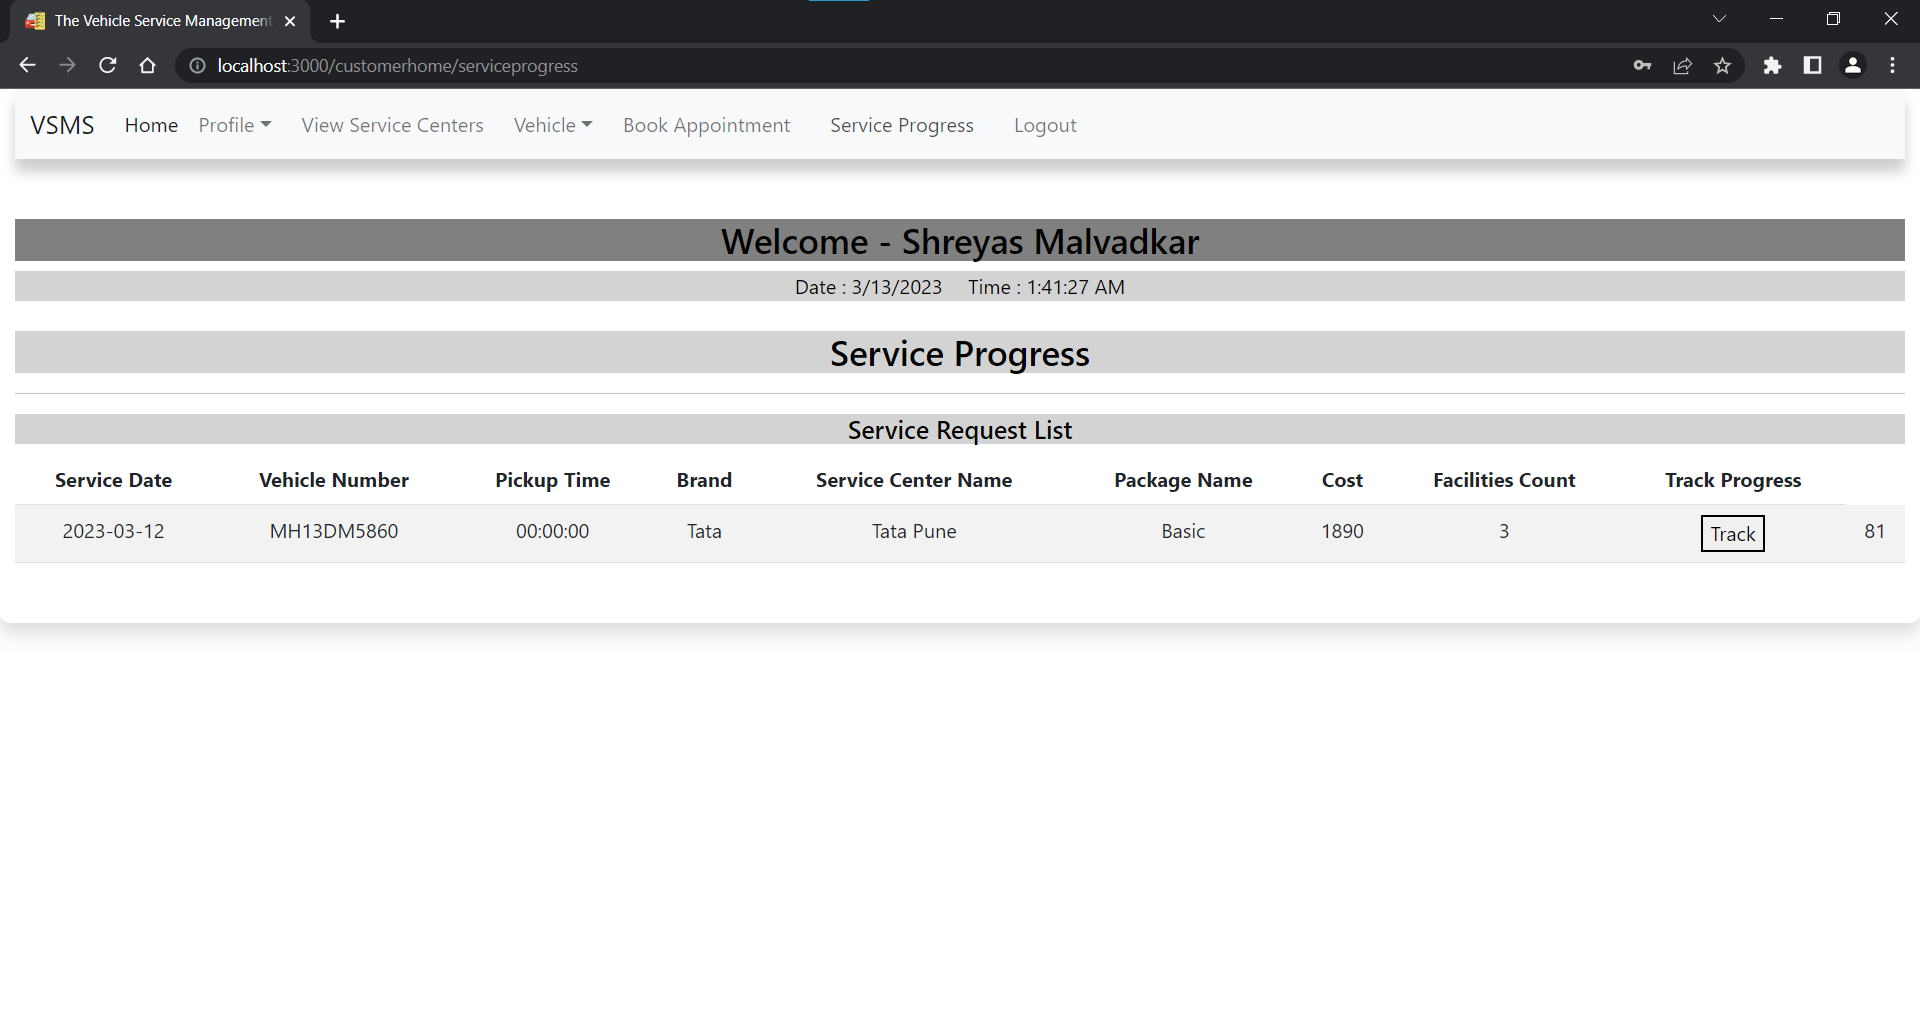 The Vehicle Service Management
localhost:3000/customerhome/serviceprogress
VSMS Home Profile View Service Centers Vehicle Book Appointment Service Progress Logout
Welcome - Shreyas Malvadkar
Date : 3/13/2023 Time : 1:41:27 AM
Service Progress
Service Request List
Service Date Vehicle Number Pickup Time Brand Service Center Name Package Name Cost Facilities Count Track Progress
2023-03-12 MH13DM5860 00:00:00 Tata Tata Pune Basic 1890 3 Track 81